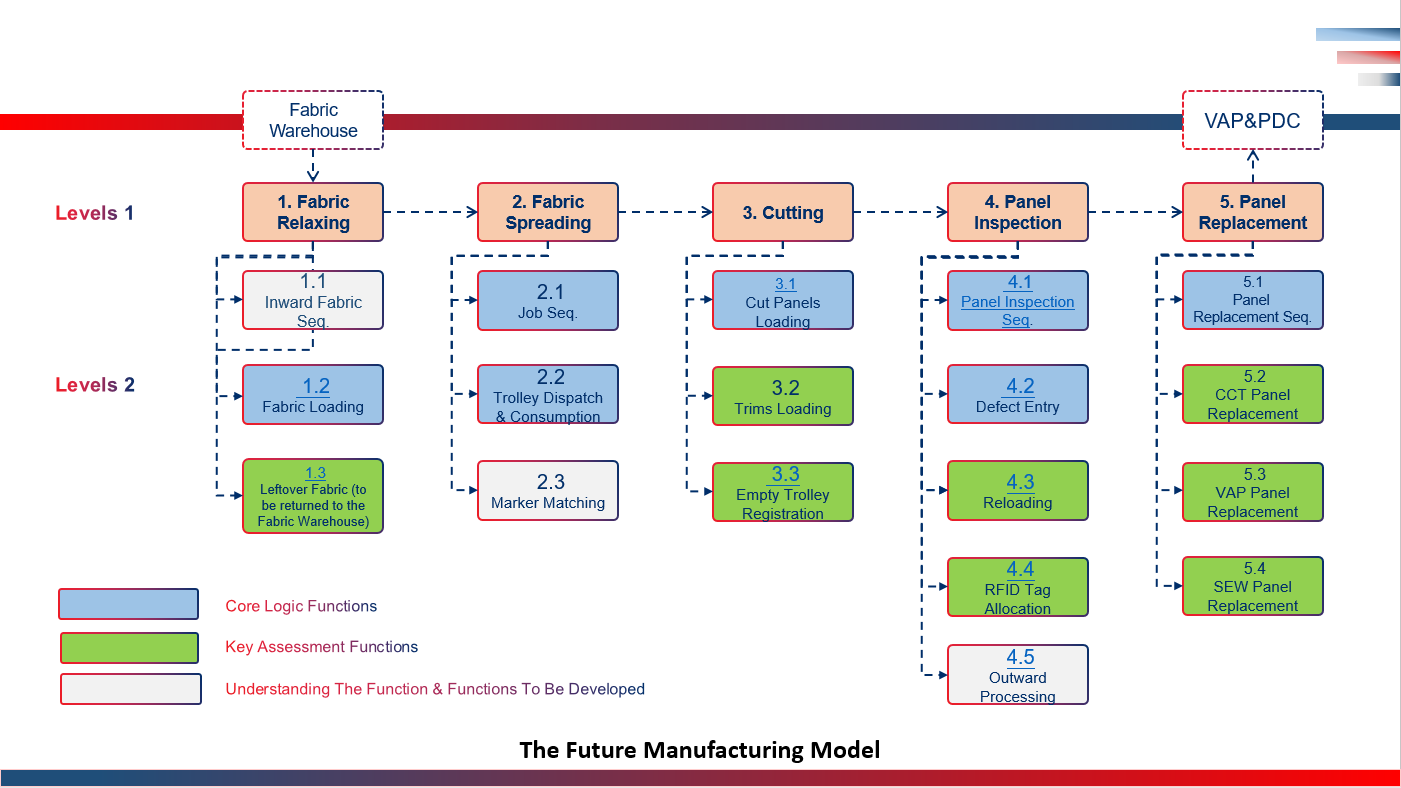 Fabric
Warehouse
VAP&PDC
Levels 1
1. Fabric
Relaxing
2. Fabric
Spreading
3. Cutting
4. Panel
Inspection
5. Panel
Replacement
1.1
Inward Fabric
Seq.
2.1
Job Seq.
3.1
Cut Panels
Loading
4.1
Panel Inspection
Seq.
5.1
Panel
Replacement Seq.
Levels 2
1.2
Fabric Loading
2.2
Trolley Dispatch
& Consumption
3.2
Trims Loading
4.2
Defect Entry
5.2
CCT Panel
Replacement
1.3
Leftover Fabric (to
be returned to the
Fabric Warehouse)
2.3
Marker Matching
3.3
Empty Trolley
Registration
4.3
Reloading
5.3
VAP Panel
Replacement
4.4
RFID Tag
Allocation
5.4
SEW Panel
Replacement
4.5
Outward
Processing
Core Logic Functions
Key Assessment Functions
Understanding The Function & Functions To Be Developed
The Future Manufacturing Model